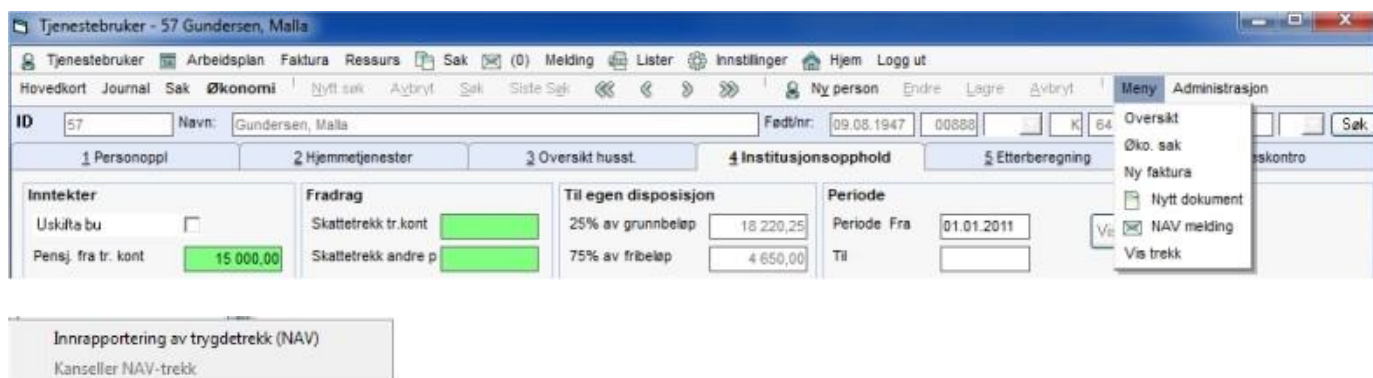 Tjenestebruker - 57 Gundersen, Malla
Tjenestebruker Arbeidsplan Faktura Ressurs Sak (0) Melding Lister Innstillinger Hjem Logg ut
Hovedkort Journal Sak Økonomi Nytt søk Avbryt Søk Siste Søk Ny person Endre Lagre Avbryt Meny Administrasjon
ID 57 Navn: Gundersen, Malla Født/nr: 09.08.1947 00888 K 64 Søk
1 Personoppl 2 Hjemmetjenester 3 Oversikt husst. 4 Institusjonsopphold 5 Etterberegning skontro
Oversikt
Øko. sak
Ny faktura
Nytt dokument
NAV melding
Vis trekk
Inntekter Fradrag Til egen disposisjon Periode
Uskifta bu Skattetrekk tr.kont 25% av grunnbeløp 18 220,25 Periode Fra 01.01.2011
Pensj. fra tr. kont 15 000,00 Skattetrekk andre p 75% av fribeløp 4 650,00 Til
Innrapportering av trygdetrekk (NAV)
Kanseller NAV-trekk